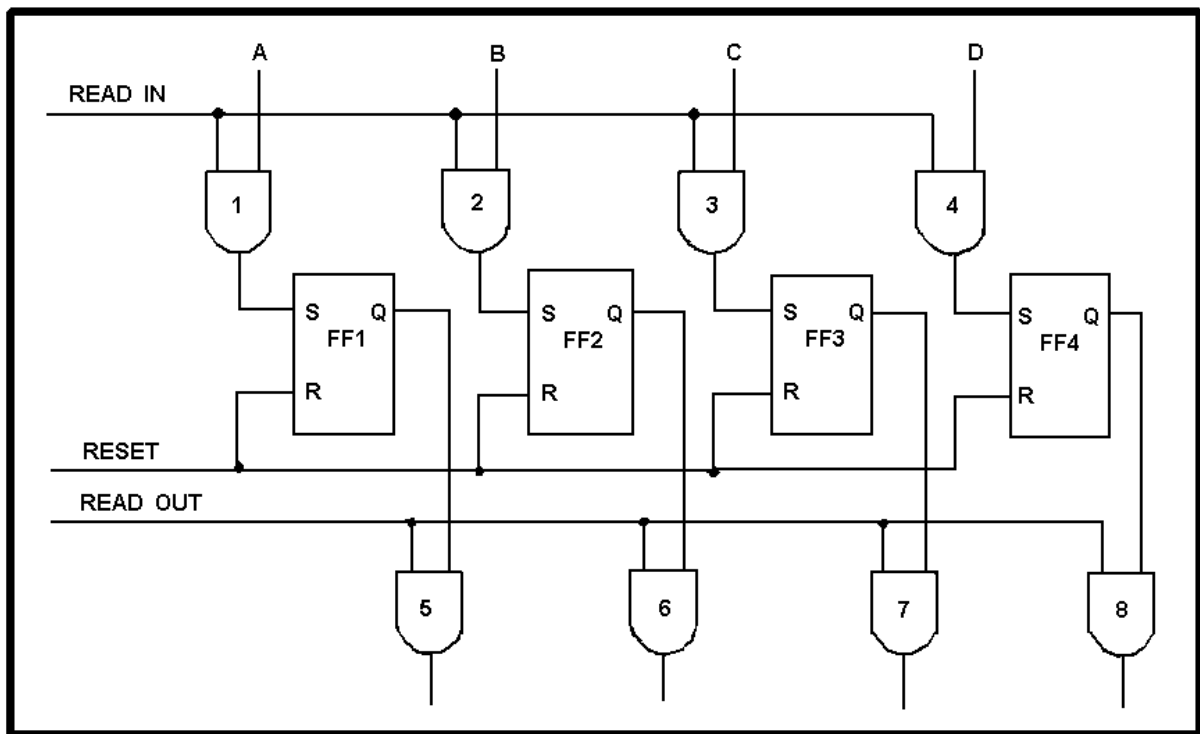 A B C D
READ IN
1 2 3 4
S Q S Q S Q S Q
FF1 FF2 FF3 FF4
R R R R
RESET
READ OUT
5 6 7 8